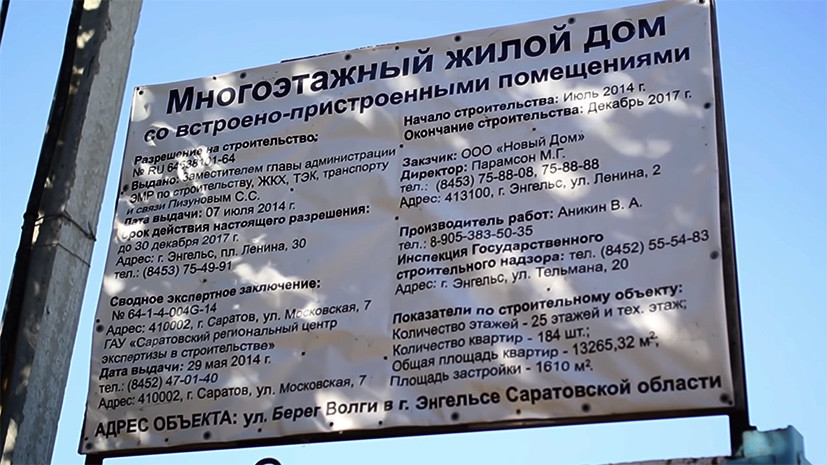 Многоэтажный жилой дом
со встроено-пристроенными помещениями
Разрешение на строительство:
№ RU 64538101-64
Выдано: Заместителем главы администрации
ЭМР по строительству, ЖКХ, ТЭК, транспорту
и связи Лизуновым С.С.
Дата выдачи: 07 июля 2014 г.
Срок действия настоящего разрешения:
до 30 декабря 2017 г.
Адрес: г. Энгельс, пл. Ленина, 30
тел.: (8453) 75-49-91
Сводное экспертное заключение:
№ 64-1-4-004G-14
Адрес: 410002, г. Саратов, ул. Московская, 7
ГАУ «Саратовский региональный центр
экспертизы в строительстве»
Дата выдачи: 29 мая 2014 г.
тел.: (8452) 47-01-40
Адрес: 410002, г. Саратов, ул. Московская, 7
Начало строительства: Июль 2014 г.
Окончание строительства: Декабрь 2017 г.
Закзчик: ООО «Новый Дом»
Директор: Парамсон М.Г.
тел.: (8453) 75-88-08, 75-88-88
Адрес: 413100, г. Энгельс, ул. Ленина, 2
Производитель работ: Аникин В. А.
тел.: 8-905-383-50-35
Инспекция Государственного
строительного надзора: тел. (8452) 55-54-83
Адрес: г. Энгельс, ул. Тельмана, 20
Показатели по строительному объекту:
Количество этажей - 25 этажей и тех. этаж;
Количество квартир - 184 шт.;
Общая площадь квартир - 13265,32 м².
Площадь застройки - 1610 м².
АДРЕС ОБЪЕКТА: ул. Берег Волги в г. Энгельсе Саратовской области